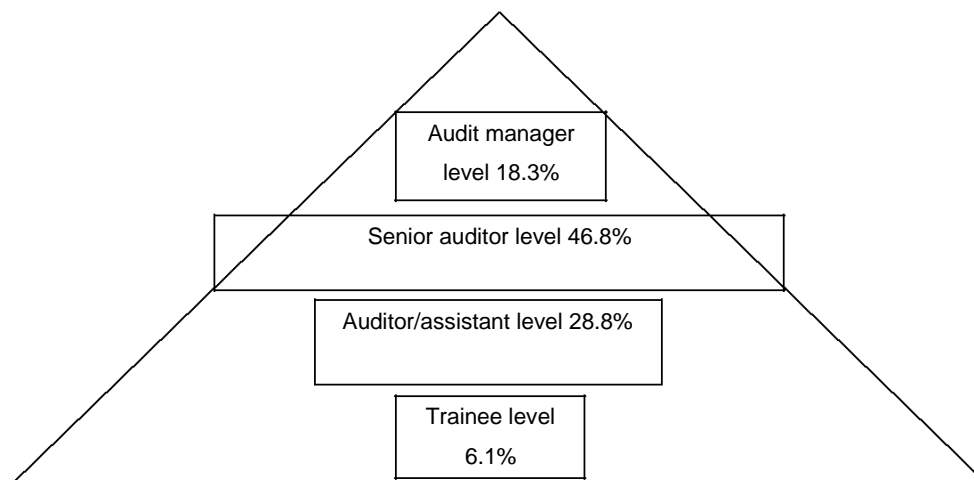 Audit manager
level 18.3%
Senior auditor level 46.8%
Auditor/assistant level 28.8%
Trainee level
6.1%